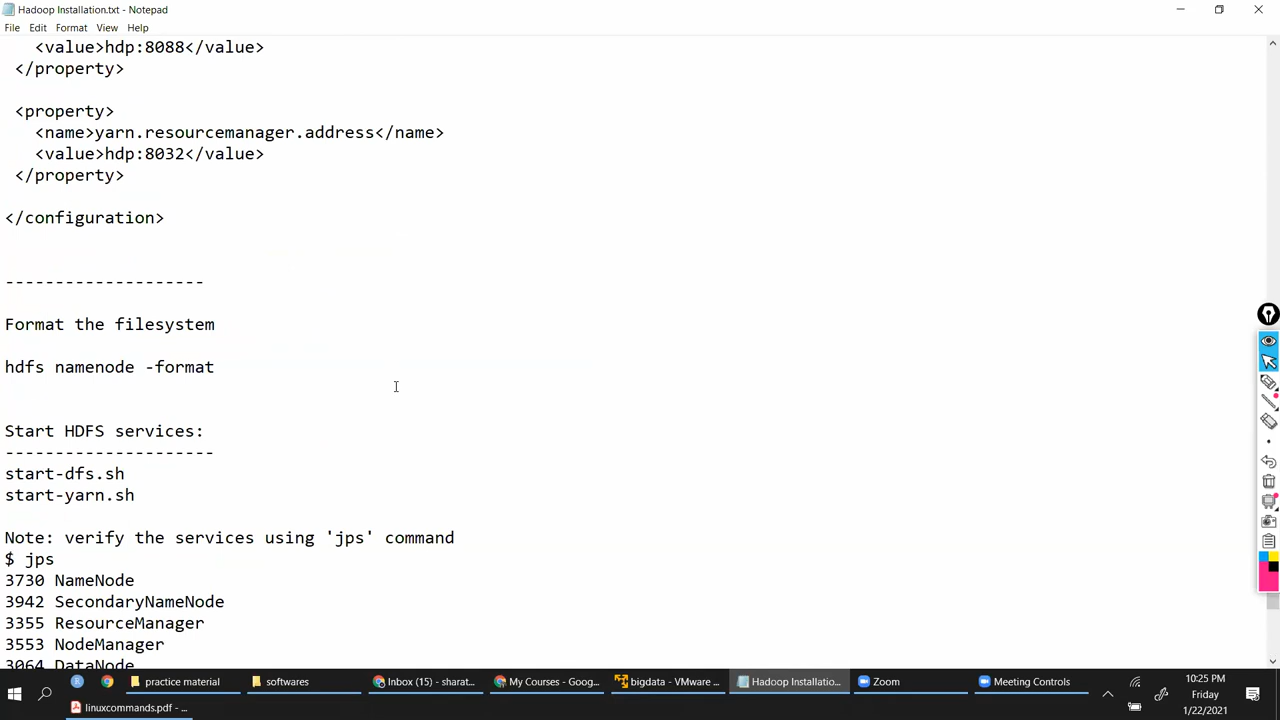 Hadoop Installation.txt - Notepad
File Edit Format View Help
<value>hdp:8088</value>
</property>
<property>
<name>yarn.resourcemanager.address</name>
<value>hdp:8032</value>
</property>
</configuration>
--------------------
Format the filesystem
hdfs namenode -format
Start HDFS services:
---------------------
start-dfs.sh
start-yarn.sh
Note: verify the services using 'jps' command
$ jps
3730 NameNode
3942 SecondaryNameNode
3355 ResourceManager
3553 NodeManager
3064 DataNode
practice material softwares Inbox (15) - sharat... My Courses - Goog... bigdata - VMware ... Hadoop Installatio... Zoom Meeting Controls
10:25 PM
Friday
1/22/2021
linuxcommands.pdf - ...